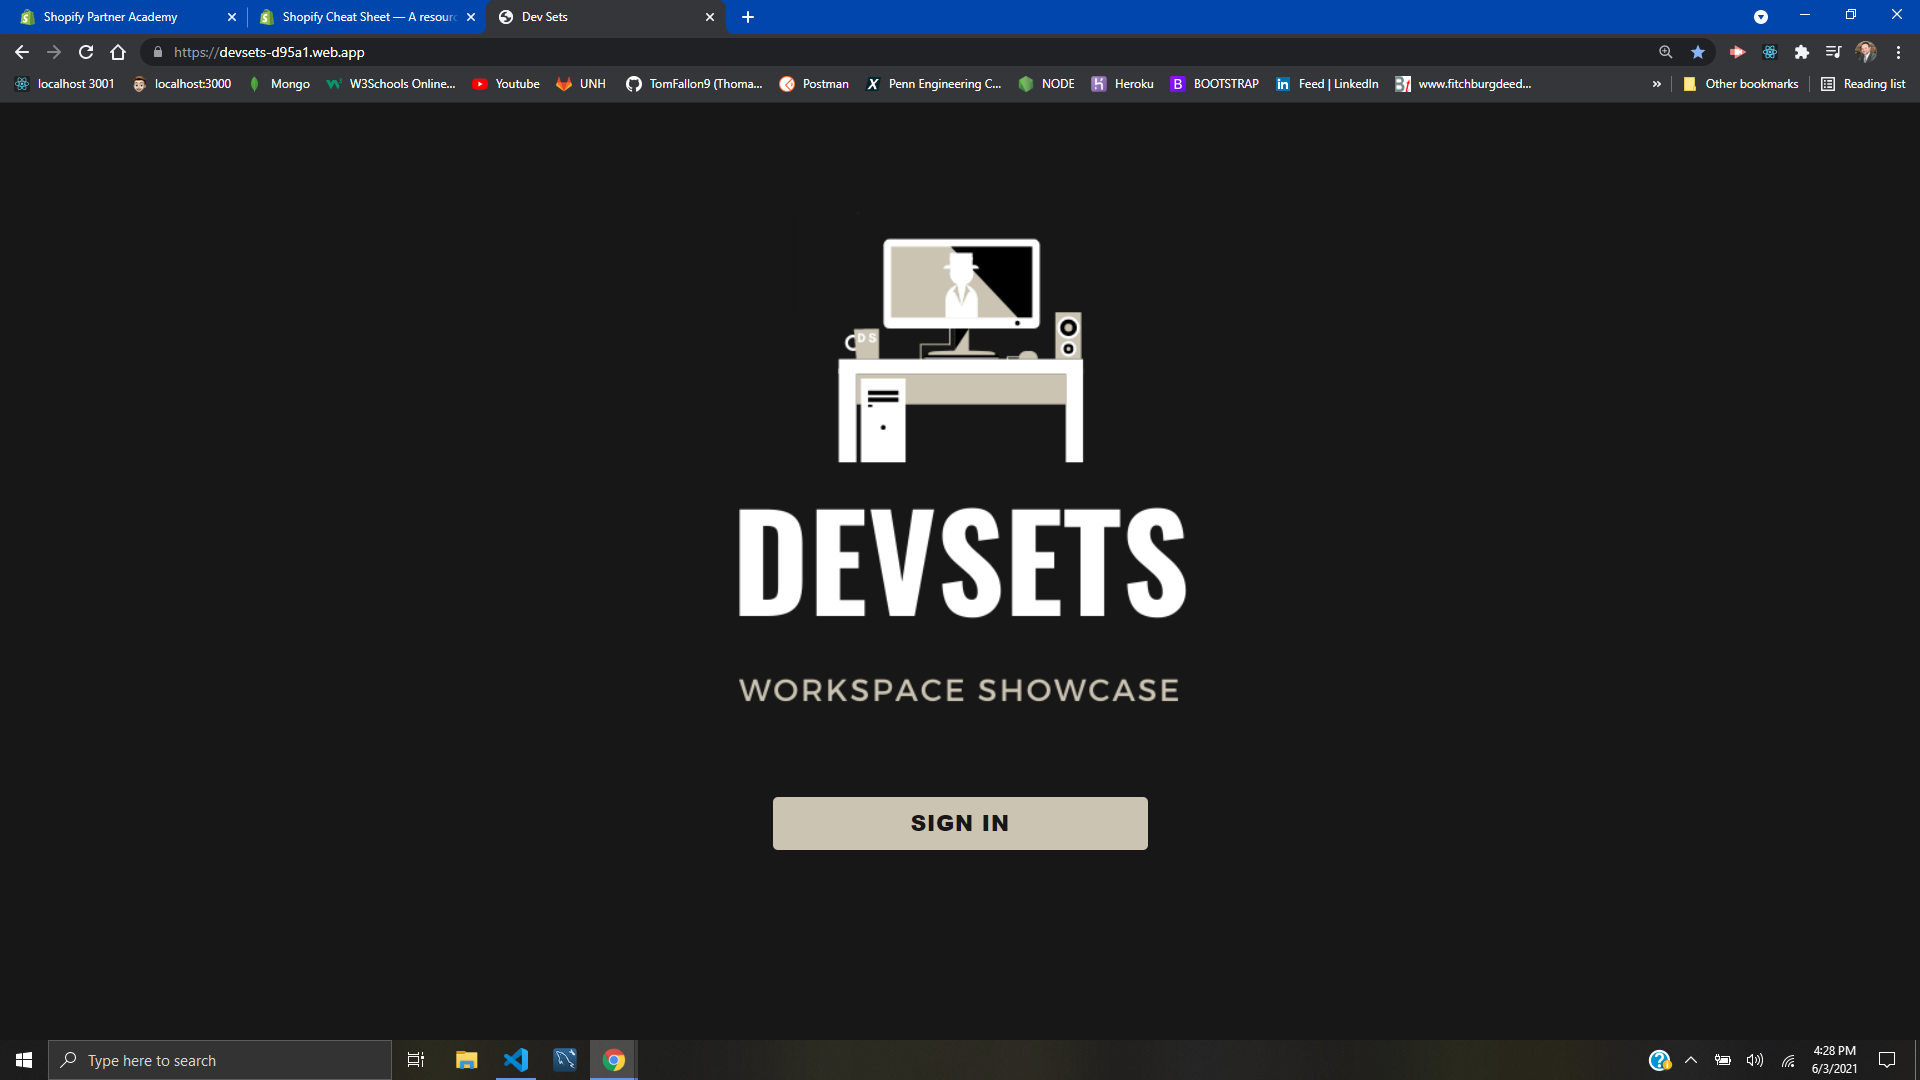 Shopify Partner Academy
Shopify Cheat Sheet — A resourc
Dev Sets
https://devsets-d95a1.web.app
localhost 3001
localhost:3000
Mongo
W3Schools Online...
Youtube
UNH
TomFallon9 (Thoma...
Postman
Penn Engineering C...
NODE
Heroku
BOOTSTRAP
Feed | LinkedIn
www.fitchburgdeed...
»
Other bookmarks
Reading list
DS
DEVSETS
WORKSPACE SHOWCASE
SIGN IN
Type here to search
4:28 PM
6/3/2021